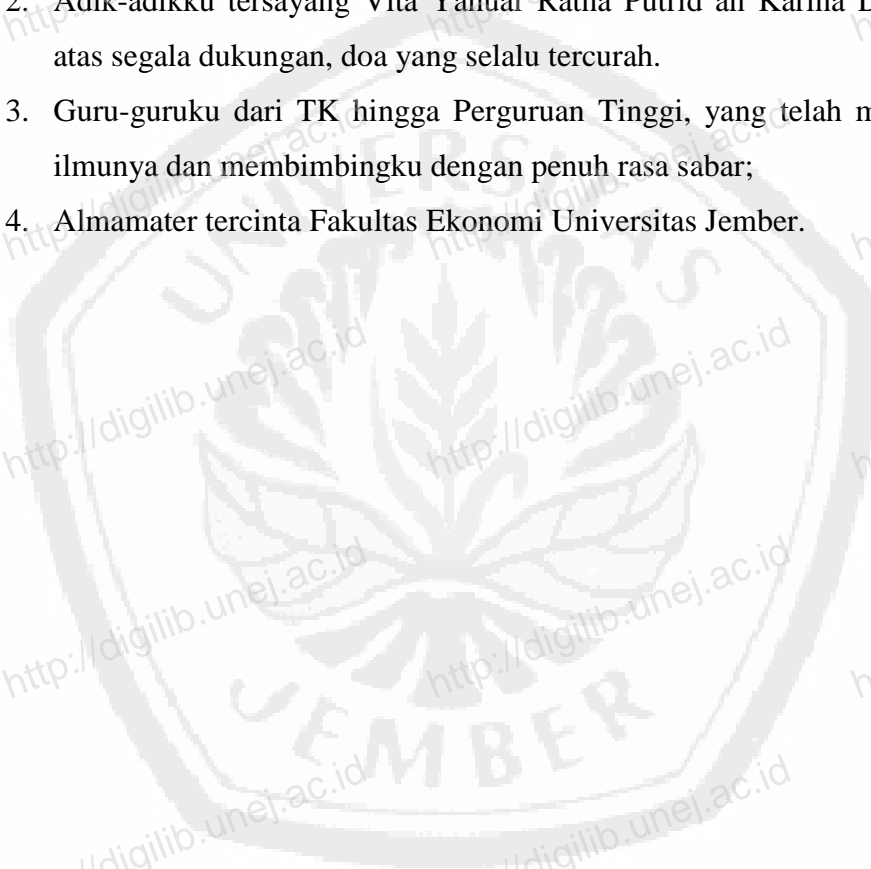 2. Adik-adikku tersayang Vita Yandar Ratna Putrid an Karina D
atas segala dukungan, doa yang selalu tercurah.
3. Guru-guruku dari TK hingga Perguruan Tinggi, yang telah m
ilmunya dan membimbingku dengan penuh rasa sabar;
4. Almamater tercinta Fakultas Ekonomi Universitas Jember.
UNIVERSITAS
http://digilib.unej.ac.id
http://digilib.unej.ac.id
http://digilib.unej.ac.id
http://digilib.unej.ac.id
JEMBER